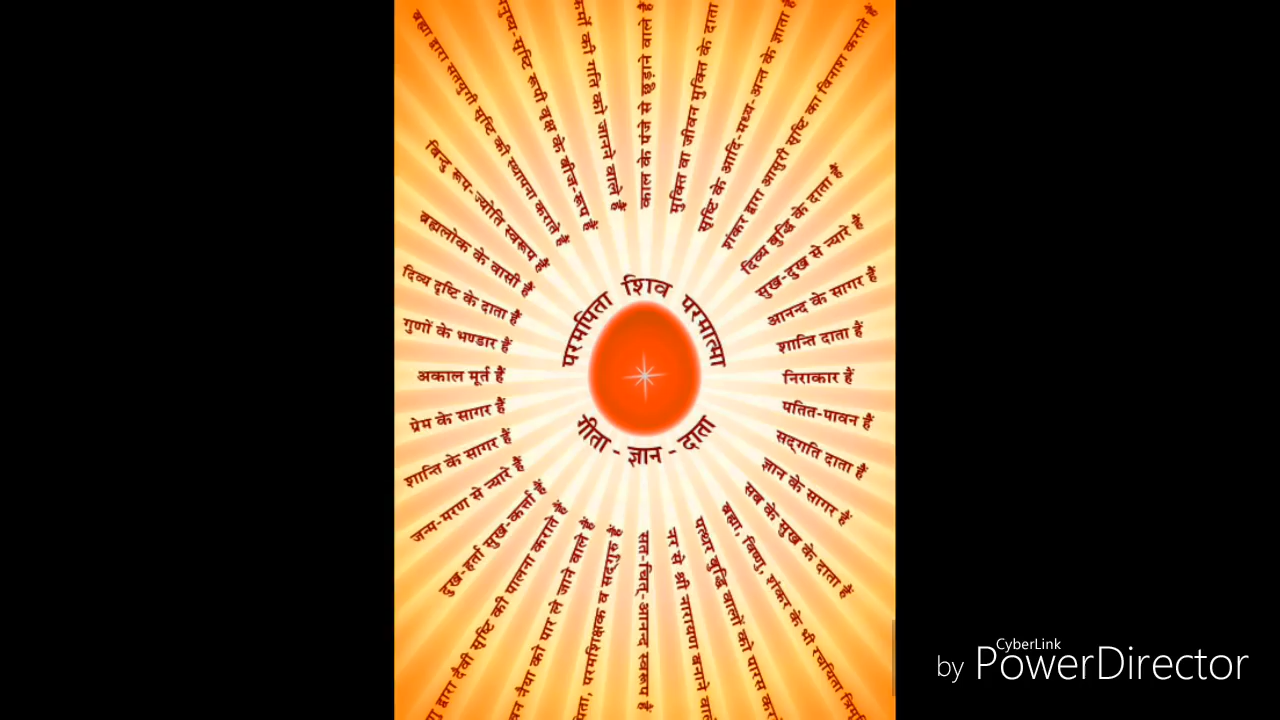 परमपिता शिव परमात्मा
गीता - ज्ञान - दाता
काल के पंजे से छुड़ाने वाले हैं
मुक्ति वा जीवन मुक्ति के दाता
सृष्टि के आदि-मध्य-अन्त के ज्ञाता हैं
शंकर द्वारा आसुरी सृष्टि का विनाश कराते हैं
दिव्य बुद्धि के दाता हैं
सुख-दुख से न्यारे हैं
आनन्द के सागर हैं
शान्ति दाता हैं
निराकार हैं
पतित-पावन हैं
सद्गति दाता हैं
ज्ञान के सागर हैं
सब के सुख के दाता हैं
ब्रह्मा, विष्णु, शंकर के भी रचयिता
पत्थर बुद्धि वालों को पारस
नर से श्री नारायण बनाने वाले
सत-चित्-आनन्द स्वरूप हैं
परमशिक्षक व सद्गुरु हैं
नैया को पार ले जाने वाले हैं
द्वारा दैवी सृष्टि की पालना कराते हैं
दुख-हर्ता सुख-कर्त्ता हैं
जन्म-मरण से न्यारे हैं
शान्ति के सागर हैं
प्रेम के सागर हैं
अकाल मूर्त हैं
गुणों के भण्डार हैं
दिव्य दृष्टि के दाता हैं
ब्रह्मलोक के वासी हैं
बिन्दु रूप-ज्योति स्वरूप हैं
ब्रह्मा द्वारा सतयुगी सृष्टि की स्थापना कराते हैं
मनुष्य-सृष्टि रूपी वृक्ष के बीज-रूप हैं
कर्मों की गति को जानने वाले हैं
CyberLink
by PowerDirector